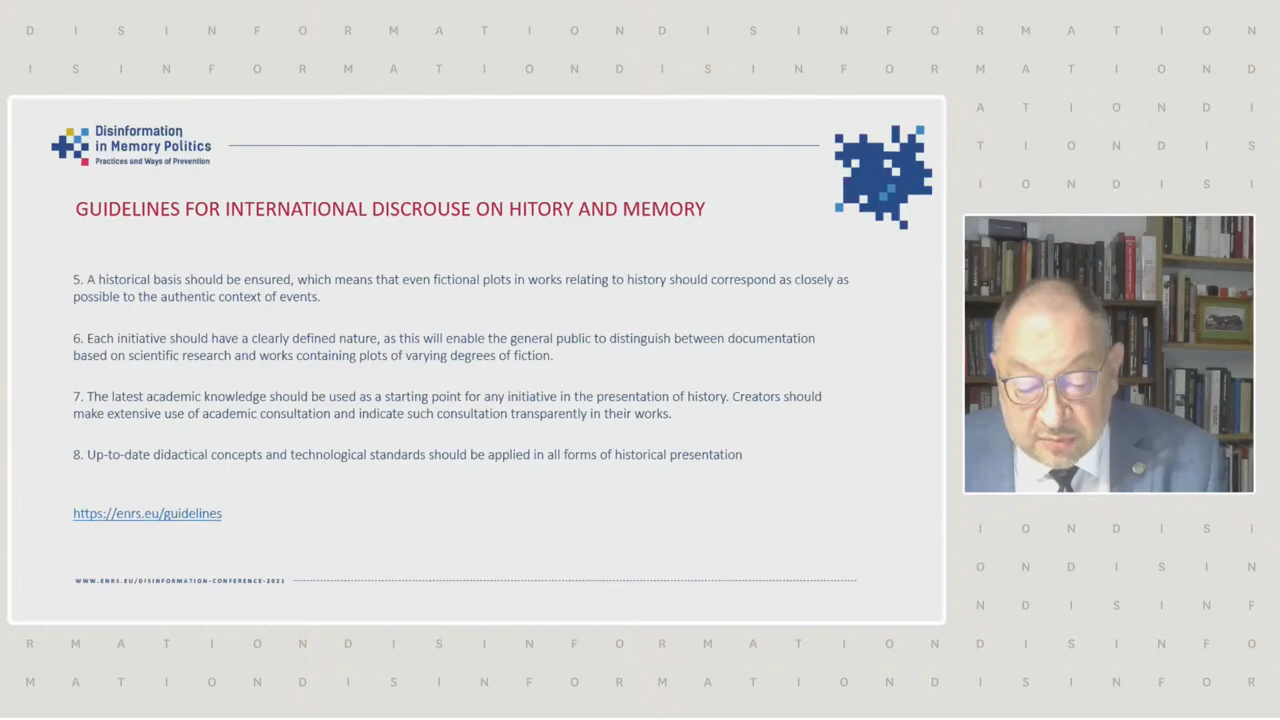 D I S I N F O R M A T I O N D I S I N F O R M A T I O N
I S I N F O R M A T I O N D I S I N F O R M A T I O N D
A T I O N D I
T I O N D I S
I O N D I S I
Disinformation
in Memory Politics
Practices and Ways of Prevention
GUIDELINES FOR INTERNATIONAL DISCROUSE ON HITORY AND MEMORY
5. A historical basis should be ensured, which means that even fictional plots in works relating to history should correspond as closely as
possible to the authentic context of events.
6. Each initiative should have a clearly defined nature, as this will enable the general public to distinguish between documentation
based on scientific research and works containing plots of varying degrees of fiction.
7. The latest academic knowledge should be used as a starting point for any initiative in the presentation of history. Creators should
make extensive use of academic consultation and indicate such consultation transparently in their works.
8. Up-to-date didactical concepts and technological standards should be applied in all forms of historical presentation
https://enrs.eu/guidelines
WWW.ENRS.EU/DISINFORMATION-CONFERENCE-2021
I O N D I S I
O N D I S I N
N D I S I N F
R M A T I O N D I S I N F O R M A T I O N D I S I N F O
M A T I O N D I S I N F O R M A T I O N D I S I N F O R